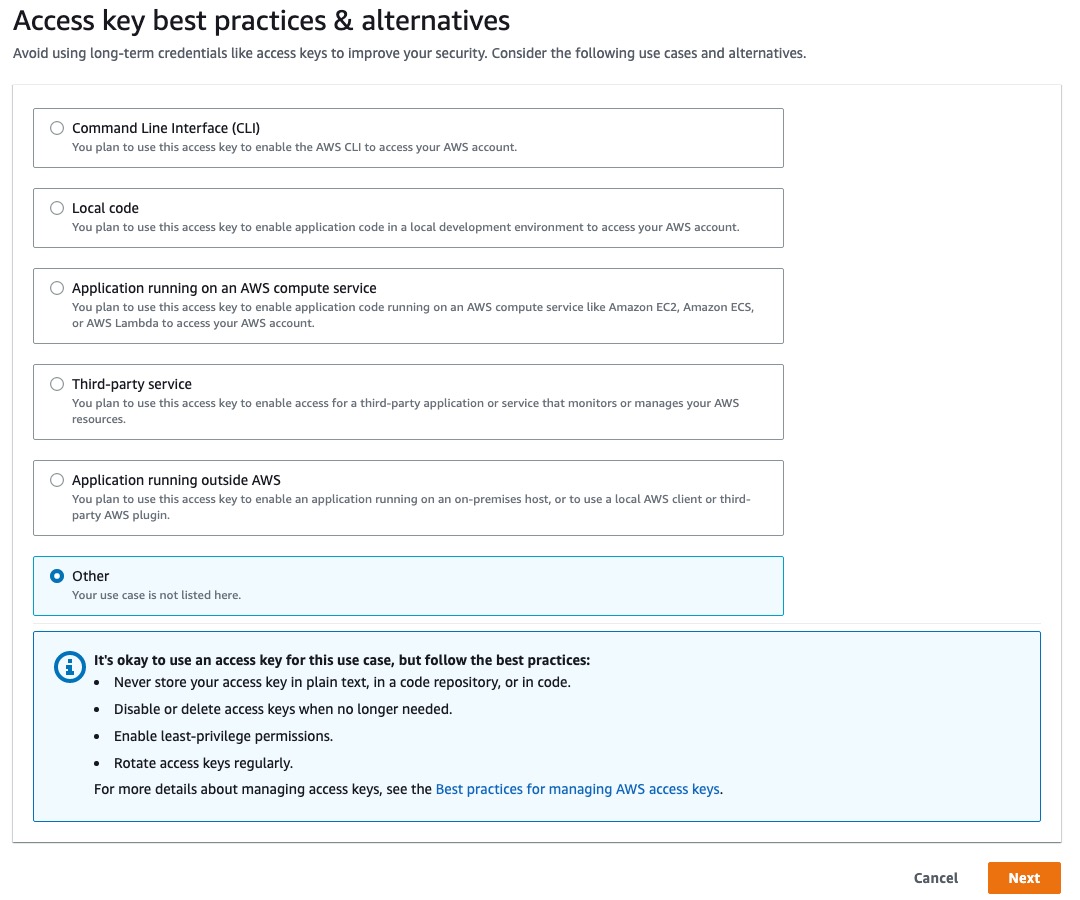 Access key best practices & alternatives
Avoid using long-term credentials like access keys to improve your security. Consider the following use cases and alternatives.
Command Line Interface (CLI)
You plan to use this access key to enable the AWS CLI to access your AWS account.
Local code
You plan to use this access key to enable application code in a local development environment to access your AWS account.
Application running on an AWS compute service
You plan to use this access key to enable application code running on an AWS compute service like Amazon EC2, Amazon ECS,
or AWS Lambda to access your AWS account.
Third-party service
You plan to use this access key to enable access for a third-party application or service that monitors or manages your AWS
resources.
Application running outside AWS
You plan to use this access key to enable an application running on an on-premises host, or to use a local AWS client or third-
party AWS plugin.
Other
Your use case is not listed here.
It's okay to use an access key for this use case, but follow the best practices:
• Never store your access key in plain text, in a code repository, or in code.
• Disable or delete access keys when no longer needed.
• Enable least-privilege permissions.
• Rotate access keys regularly.
For more details about managing access keys, see the Best practices for managing AWS access keys.
Cancel Next